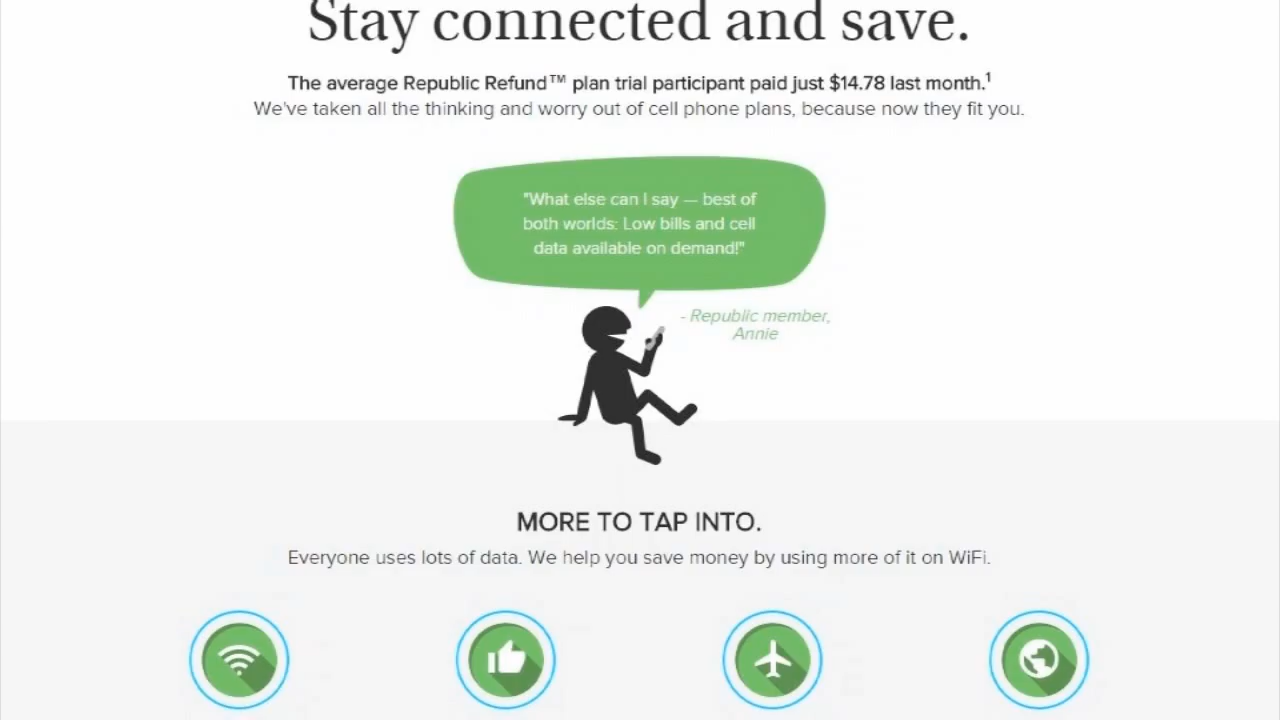 Stay connected and save.
The average Republic Refund™ plan trial participant paid just $14.78 last month.¹
We've taken all the thinking and worry out of cell phone plans, because now they fit you.
"What else can I say — best of
both worlds: Low bills and cell
data available on demand!"
- Republic member,
Annie
MORE TO TAP INTO.
Everyone uses lots of data. We help you save money by using more of it on WiFi.